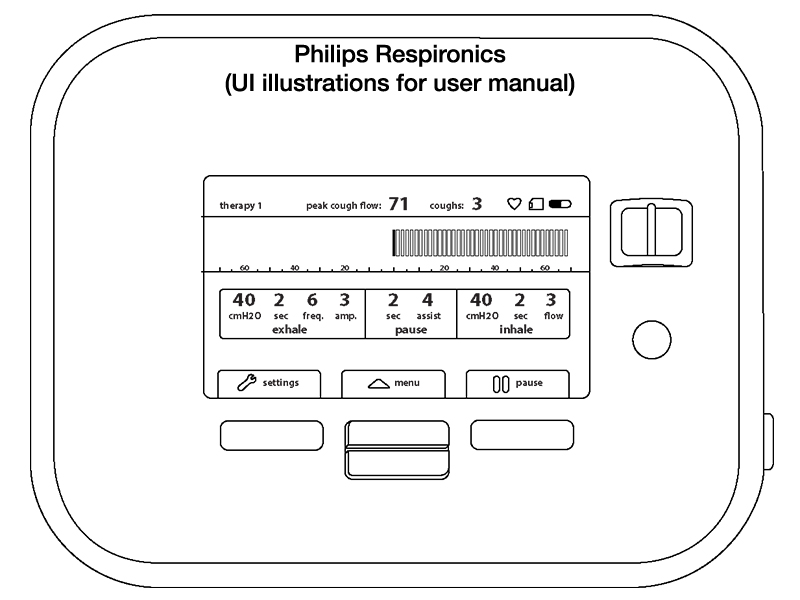 Philips Respironics
(UI illustrations for user manual)
therapy 1 peak cough flow: 71 coughs: 3
60 40 20 20 40 60
40 2 6 3 2 4 40 2 3
cmH2O sec freq. amp. sec assist cmH2O sec flow
exhale pause inhale
settings menu pause